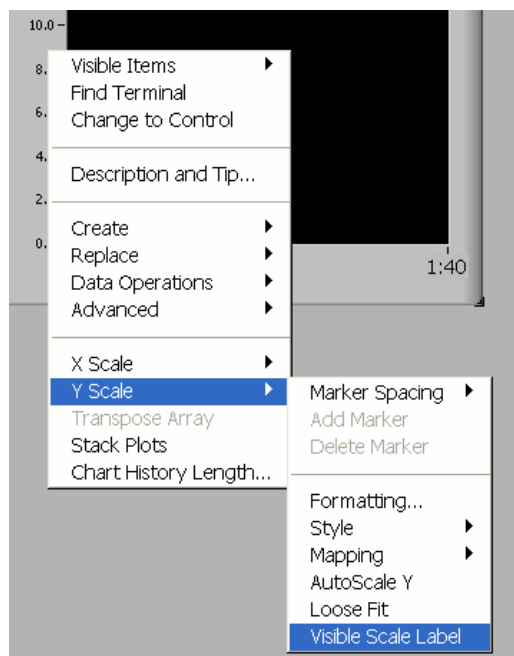 10.0
8.
6.
4.
2.
0.
1:40
Visible Items
Find Terminal
Change to Control
Description and Tip...
Create
Replace
Data Operations
Advanced
X Scale
Y Scale
Transpose Array
Stack Plots
Chart History Length...
Marker Spacing
Add Marker
Delete Marker
Formatting...
Style
Mapping
AutoScale Y
Loose Fit
Visible Scale Label